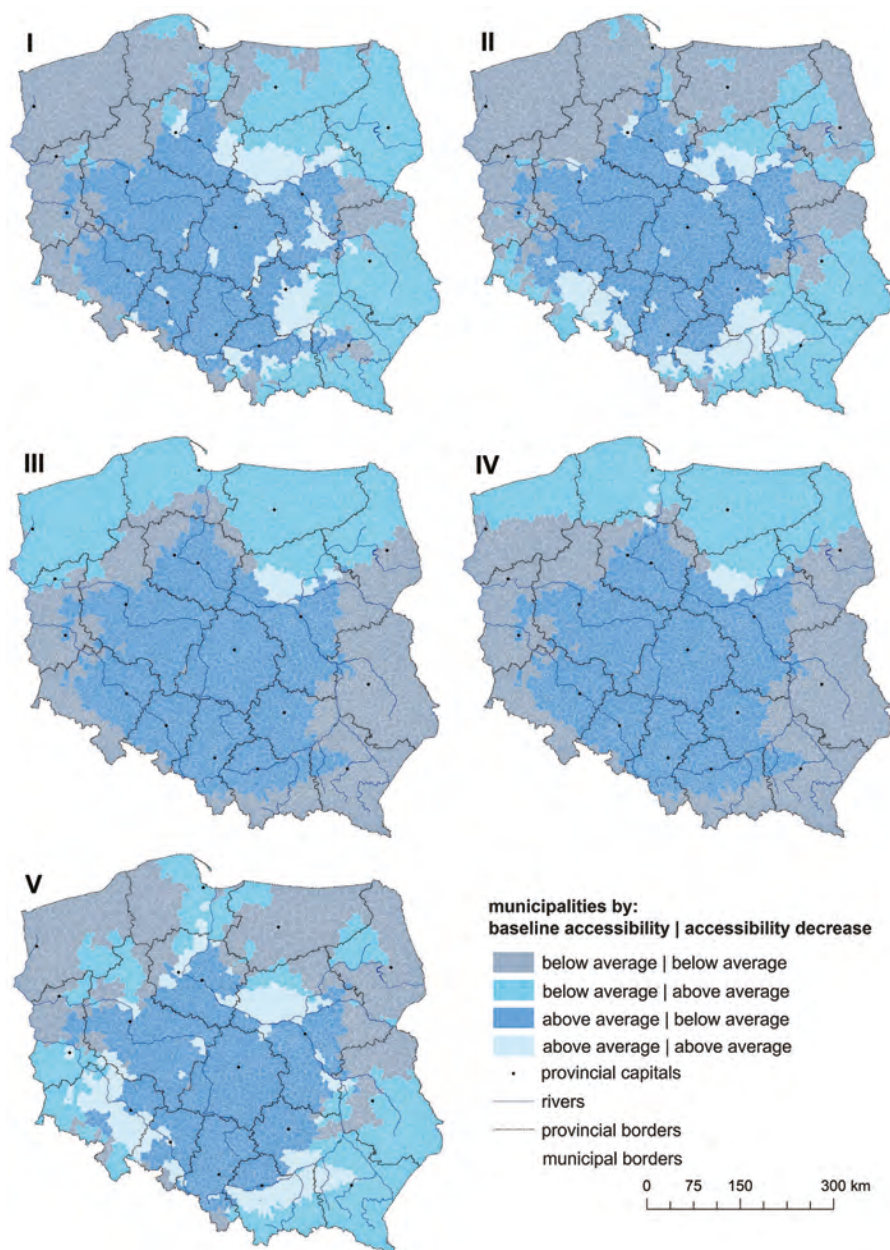 I
II
III
IV
V
municipalities by:
baseline accessibility | accessibility decrease
below average | below average
below average | above average
above average | below average
above average | above average
provincial capitals
rivers
provincial borders
municipal borders
0 75 150 300 km